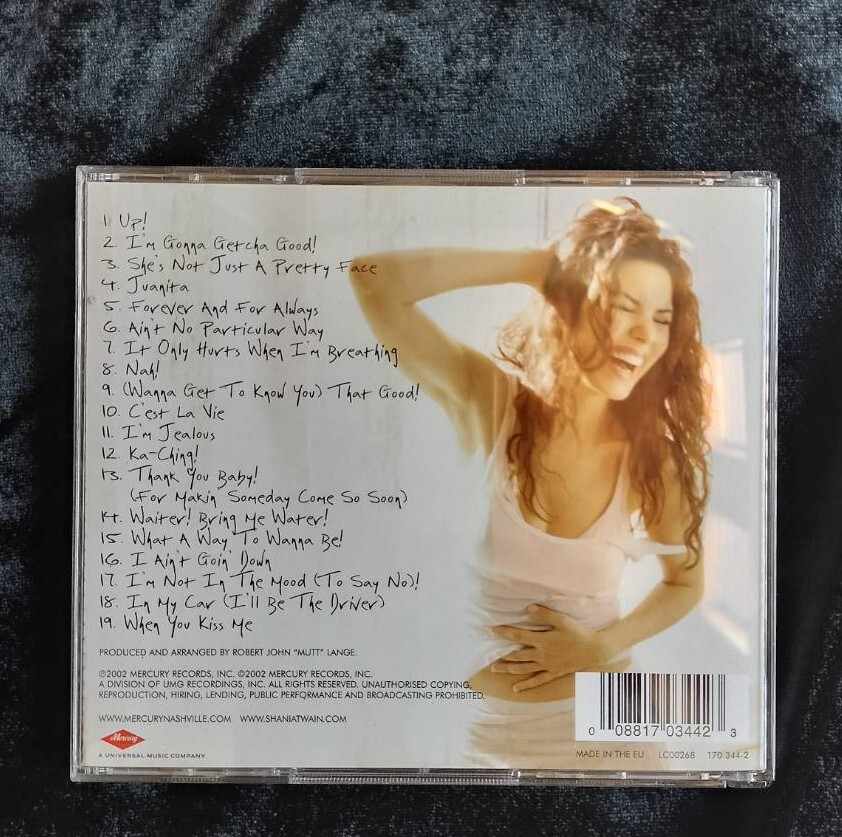 1. Up!
2. I'm Gonna Getcha Good!
3. She's Not Just A Pretty Face
4. Juanita
5. Forever And For Always
6. Ain't No Particular Way
7. It Only Hurts When I'm Breathing
8. Nah!
9. (Wanna Get To Know You) That Good!
10. C'est La Vie
11. I'm Jealous
12. Ka-Ching!
13. Thank You Baby!
(For Makin' Someday Come So Soon)
14. Waiter! Bring Me Water!
15. What A Way To Wanna Be!
16. I Ain't Goin' Down
17. I'm Not In The Mood (To Say No)!
18. In My Car (I'll Be The Driver)
19. When You Kiss Me
PRODUCED AND ARRANGED BY ROBERT JOHN "MUTT" LANGE.
℗2002 MERCURY RECORDS, INC. ©2002 MERCURY RECORDS, INC.
A DIVISION OF UMG RECORDINGS, INC. ALL RIGHTS RESERVED. UNAUTHORISED COPYING,
REPRODUCTION, HIRING, LENDING, PUBLIC PERFORMANCE AND BROADCASTING PROHIBITED.
WWW.MERCURYNASHVILLE.COM WWW.SHANIATWAIN.COM
Mercury
A UNIVERSAL MUSIC COMPANY
0 08817 03442 3
MADE IN THE EU LC00268 170 344-2